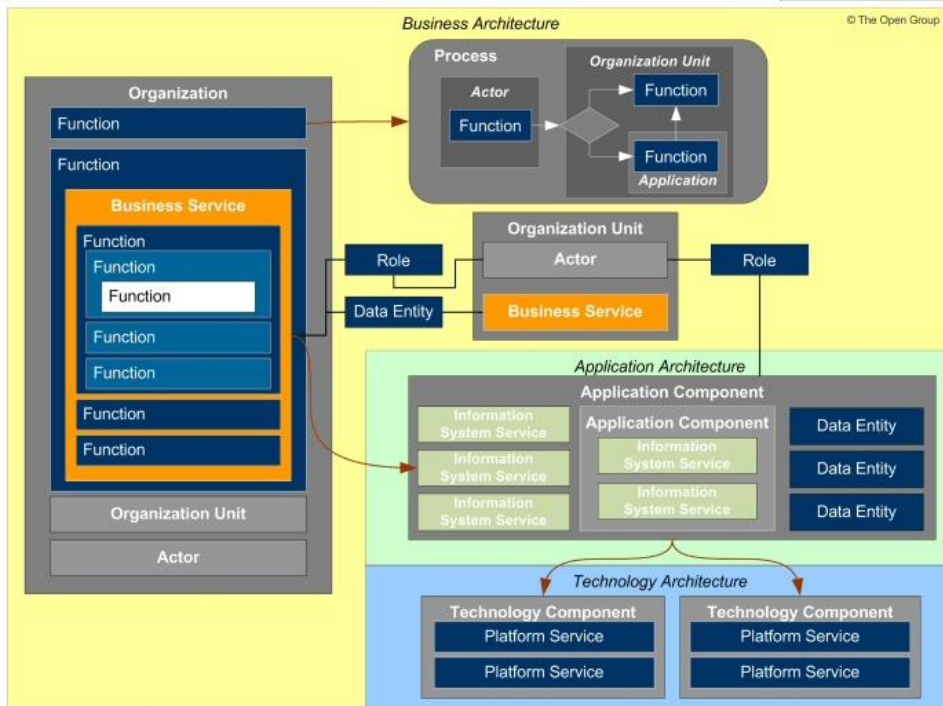 Business Architecture
© The Open Group
Organization
Function
Function
Business Service
Function
Function
Function
Function
Function
Function
Function
Organization Unit
Actor
Process
Actor
Function
Organization Unit
Function
Function
Application
Role
Data Entity
Organization Unit
Actor
Business Service
Role
Application Architecture
Application Component
Information
System Service
Information
System Service
Information
System Service
Application Component
Information
System Service
Information
System Service
Data Entity
Data Entity
Data Entity
Technology Architecture
Technology Component
Platform Service
Platform Service
Technology Component
Platform Service
Platform Service